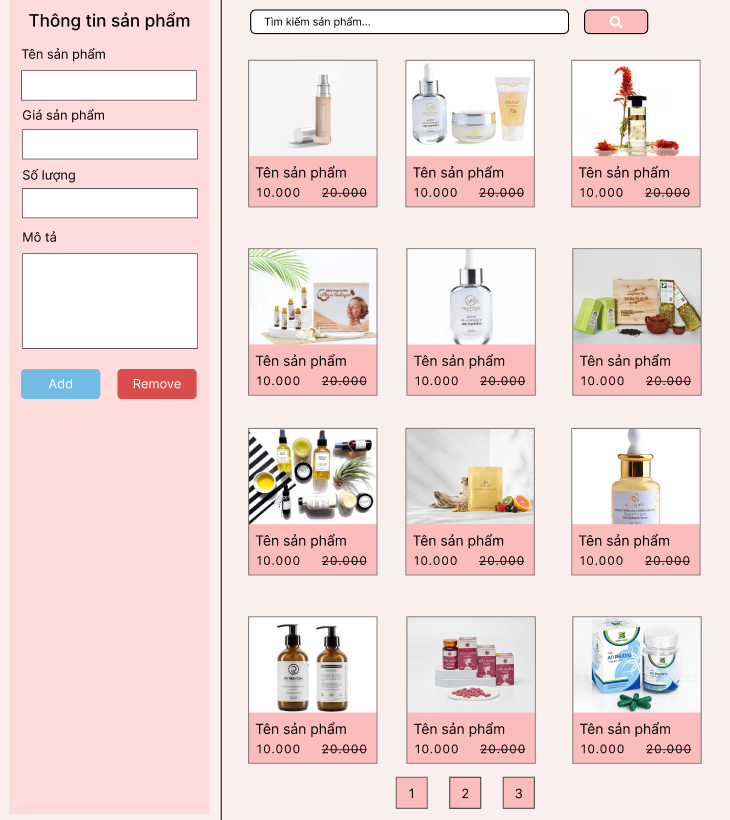 Thông tin sản phẩm
Tên sản phẩm
Giá sản phẩm
Số lượng
Mô tả
Add
Remove
Tìm kiếm sản phẩm...
Tên sản phẩm
10.000 20.000
Tên sản phẩm
10.000 20.000
Tên sản phẩm
10.000 20.000
Tên sản phẩm
10.000 20.000
Tên sản phẩm
10.000 20.000
Tên sản phẩm
10.000 20.000
Tên sản phẩm
10.000 20.000
Tên sản phẩm
10.000 20.000
Saffron
Tên sản phẩm
10.000 20.000
Tên sản phẩm
10.000 20.000
Tên sản phẩm
10.000 20.000
AN PHƯƠNG
Tên sản phẩm
10.000 20.000
1
2
3